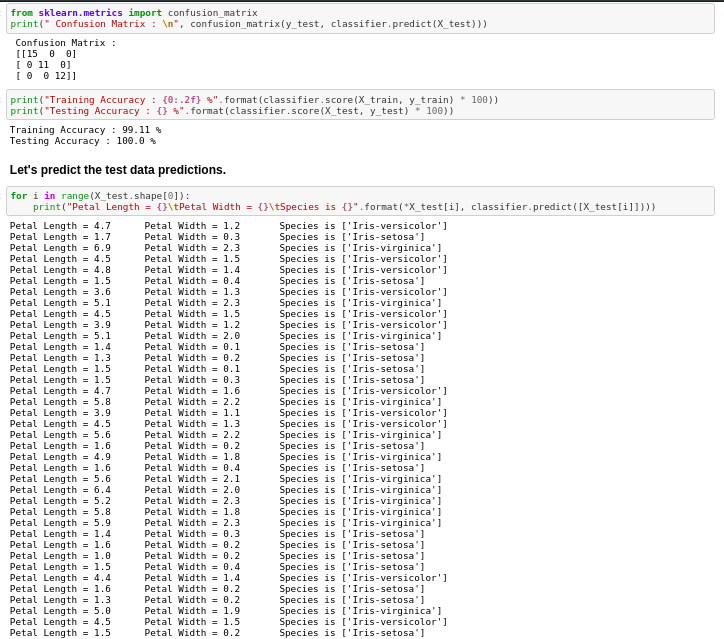 from sklearn.metrics import confusion_matrix
print(" Confusion Matrix : \n", confusion_matrix(y_test, classifier.predict(X_test)))
Confusion Matrix :
[[15  0  0]
[ 0 11  0]
[ 0  0 12]]
print("Training Accuracy : {0:.2f} %".format(classifier.score(X_train, y_train) * 100))
print("Testing Accuracy : {} %".format(classifier.score(X_test, y_test) * 100))
Training Accuracy : 99.11 %
Testing Accuracy : 100.0 %
Let's predict the test data predictions.
for i in range(X_test.shape[0]):
print("Petal Length = {}\tPetal Width = {}\tSpecies is {}".format(*X_test[i], classifier.predict([X_test[i]])))
Petal Length = 4.7 Petal Width = 1.2 Species is ['Iris-versicolor']
Petal Length = 1.7 Petal Width = 0.3 Species is ['Iris-setosa']
Petal Length = 6.9 Petal Width = 2.3 Species is ['Iris-virginica']
Petal Length = 4.5 Petal Width = 1.5 Species is ['Iris-versicolor']
Petal Length = 4.8 Petal Width = 1.4 Species is ['Iris-versicolor']
Petal Length = 1.5 Petal Width = 0.4 Species is ['Iris-setosa']
Petal Length = 3.6 Petal Width = 1.3 Species is ['Iris-versicolor']
Petal Length = 5.1 Petal Width = 2.3 Species is ['Iris-virginica']
Petal Length = 4.5 Petal Width = 1.5 Species is ['Iris-versicolor']
Petal Length = 3.9 Petal Width = 1.2 Species is ['Iris-versicolor']
Petal Length = 5.1 Petal Width = 2.0 Species is ['Iris-virginica']
Petal Length = 1.4 Petal Width = 0.1 Species is ['Iris-setosa']
Petal Length = 1.3 Petal Width = 0.2 Species is ['Iris-setosa']
Petal Length = 1.5 Petal Width = 0.1 Species is ['Iris-setosa']
Petal Length = 1.5 Petal Width = 0.3 Species is ['Iris-setosa']
Petal Length = 4.7 Petal Width = 1.6 Species is ['Iris-versicolor']
Petal Length = 5.8 Petal Width = 2.2 Species is ['Iris-virginica']
Petal Length = 3.9 Petal Width = 1.1 Species is ['Iris-versicolor']
Petal Length = 4.5 Petal Width = 1.3 Species is ['Iris-versicolor']
Petal Length = 5.6 Petal Width = 2.2 Species is ['Iris-virginica']
Petal Length = 1.6 Petal Width = 0.2 Species is ['Iris-setosa']
Petal Length = 4.9 Petal Width = 1.8 Species is ['Iris-virginica']
Petal Length = 1.6 Petal Width = 0.4 Species is ['Iris-setosa']
Petal Length = 5.6 Petal Width = 2.1 Species is ['Iris-virginica']
Petal Length = 6.4 Petal Width = 2.0 Species is ['Iris-virginica']
Petal Length = 5.2 Petal Width = 2.3 Species is ['Iris-virginica']
Petal Length = 5.8 Petal Width = 1.8 Species is ['Iris-virginica']
Petal Length = 5.9 Petal Width = 2.3 Species is ['Iris-virginica']
Petal Length = 1.4 Petal Width = 0.3 Species is ['Iris-setosa']
Petal Length = 1.6 Petal Width = 0.2 Species is ['Iris-setosa']
Petal Length = 1.0 Petal Width = 0.2 Species is ['Iris-setosa']
Petal Length = 1.5 Petal Width = 0.4 Species is ['Iris-setosa']
Petal Length = 4.4 Petal Width = 1.4 Species is ['Iris-versicolor']
Petal Length = 1.6 Petal Width = 0.2 Species is ['Iris-setosa']
Petal Length = 1.3 Petal Width = 0.2 Species is ['Iris-setosa']
Petal Length = 5.0 Petal Width = 1.9 Species is ['Iris-virginica']
Petal Length = 4.5 Petal Width = 1.5 Species is ['Iris-versicolor']
Petal Length = 1.5 Petal Width = 0.2 Species is ['Iris-setosa']